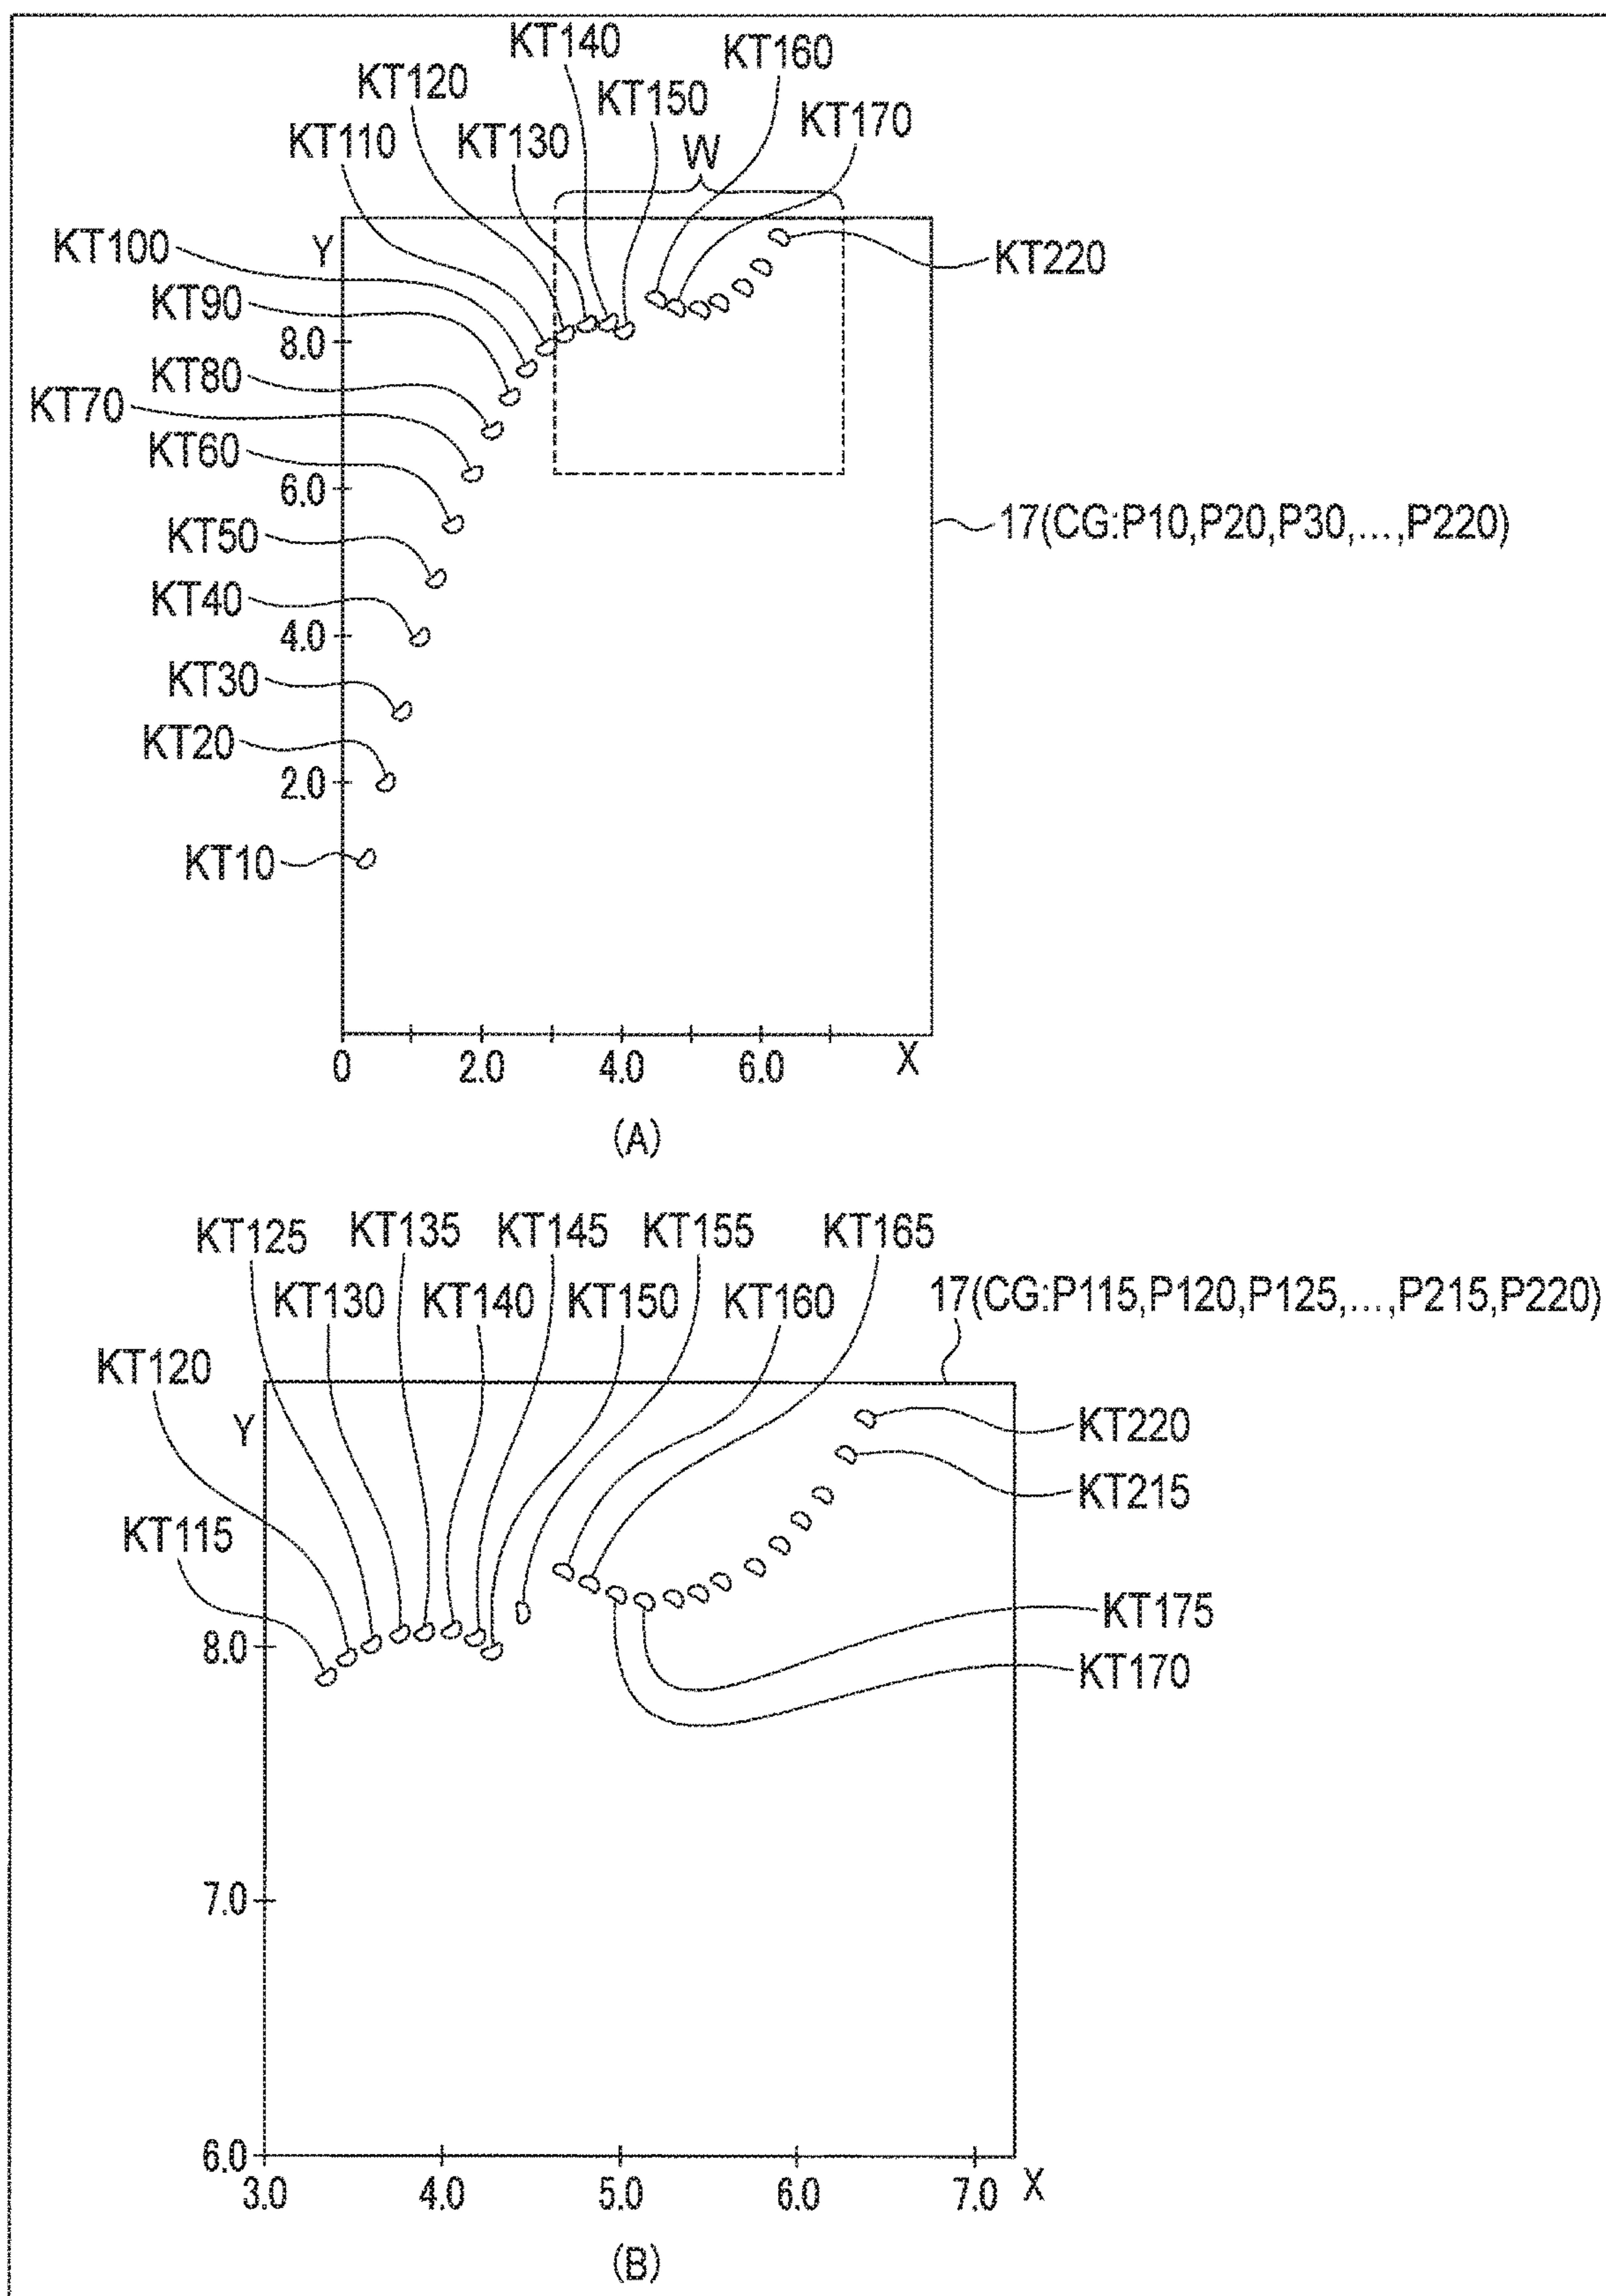 KT140
KT160
KT120
KT150
KT170
KT110
KT130
W
KT100
Y
KT220
KT90
8.0
KT80
KT70
KT60
6.0
17(CG:P10,P20,P30,...,P220)
KT50
KT40
4.0
KT30
KT20
2.0
KT10
0 2.0 4.0 6.0 X
(A)
KT125 KT135 KT145 KT155 KT165
KT130 KT140 KT150 KT160 17(CG:P115,P120,P125,...,P215,P220)
KT120
Y
KT220
KT215
KT115
KT175
8.0
KT170
7.0
6.0
3.0 4.0 5.0 6.0 7.0 X
(B)